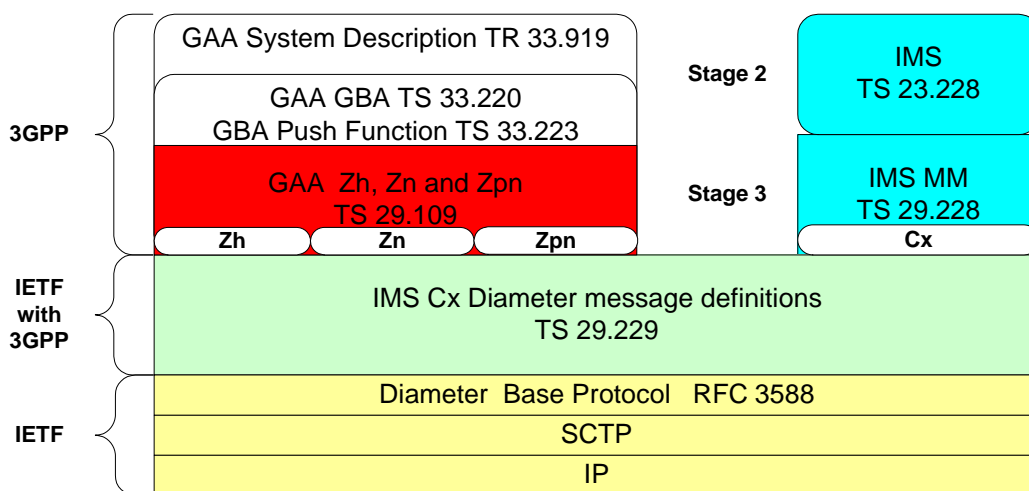 GAA System Description TR 33.919
GAA GBA TS 33.220
GBA Push Function TS 33.223
3GPP
Stage 2
IMS
TS 23.228
GAA Zh, Zn and Zpn
TS 29.109
Stage 3
IMS MM
TS 29.228
Zh
Zn
Zpn
Cx
IETF
with
3GPP
IMS Cx Diameter message definitions
TS 29.229
IETF
Diameter Base Protocol RFC 3588
SCTP
IP